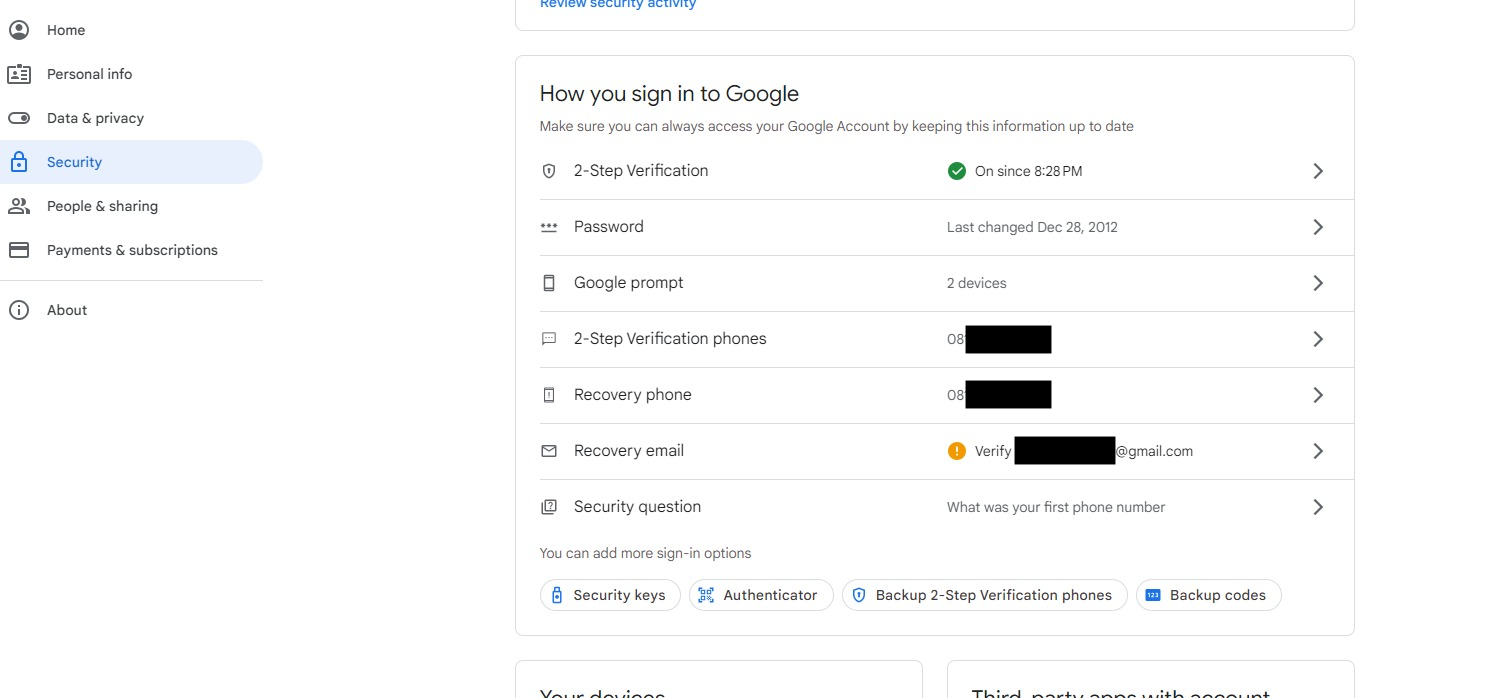 Review security activity
Home
Personal info
Data & privacy
Security
People & sharing
Payments & subscriptions
About
How you sign in to Google
Make sure you can always access your Google Account by keeping this information up to date
2-Step Verification On since 8:28 PM
Password Last changed Dec 28, 2012
Google prompt 2 devices
2-Step Verification phones 08
Recovery phone 08
Recovery email Verify @gmail.com
Security question What was your first phone number
You can add more sign-in options
Security keys Authenticator Backup 2-Step Verification phones Backup codes
Your devices Third-party apps with account